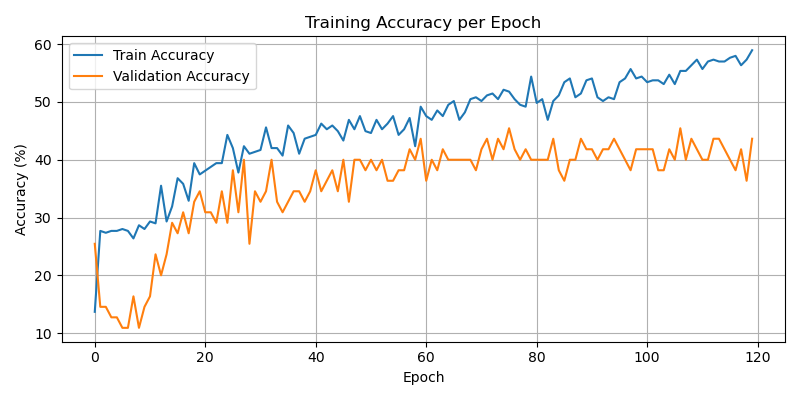 Training Accuracy per Epoch
Train Accuracy
Validation Accuracy
Accuracy (%)
60
50
40
30
20
10
0 20 40 60 80 100 120
Epoch